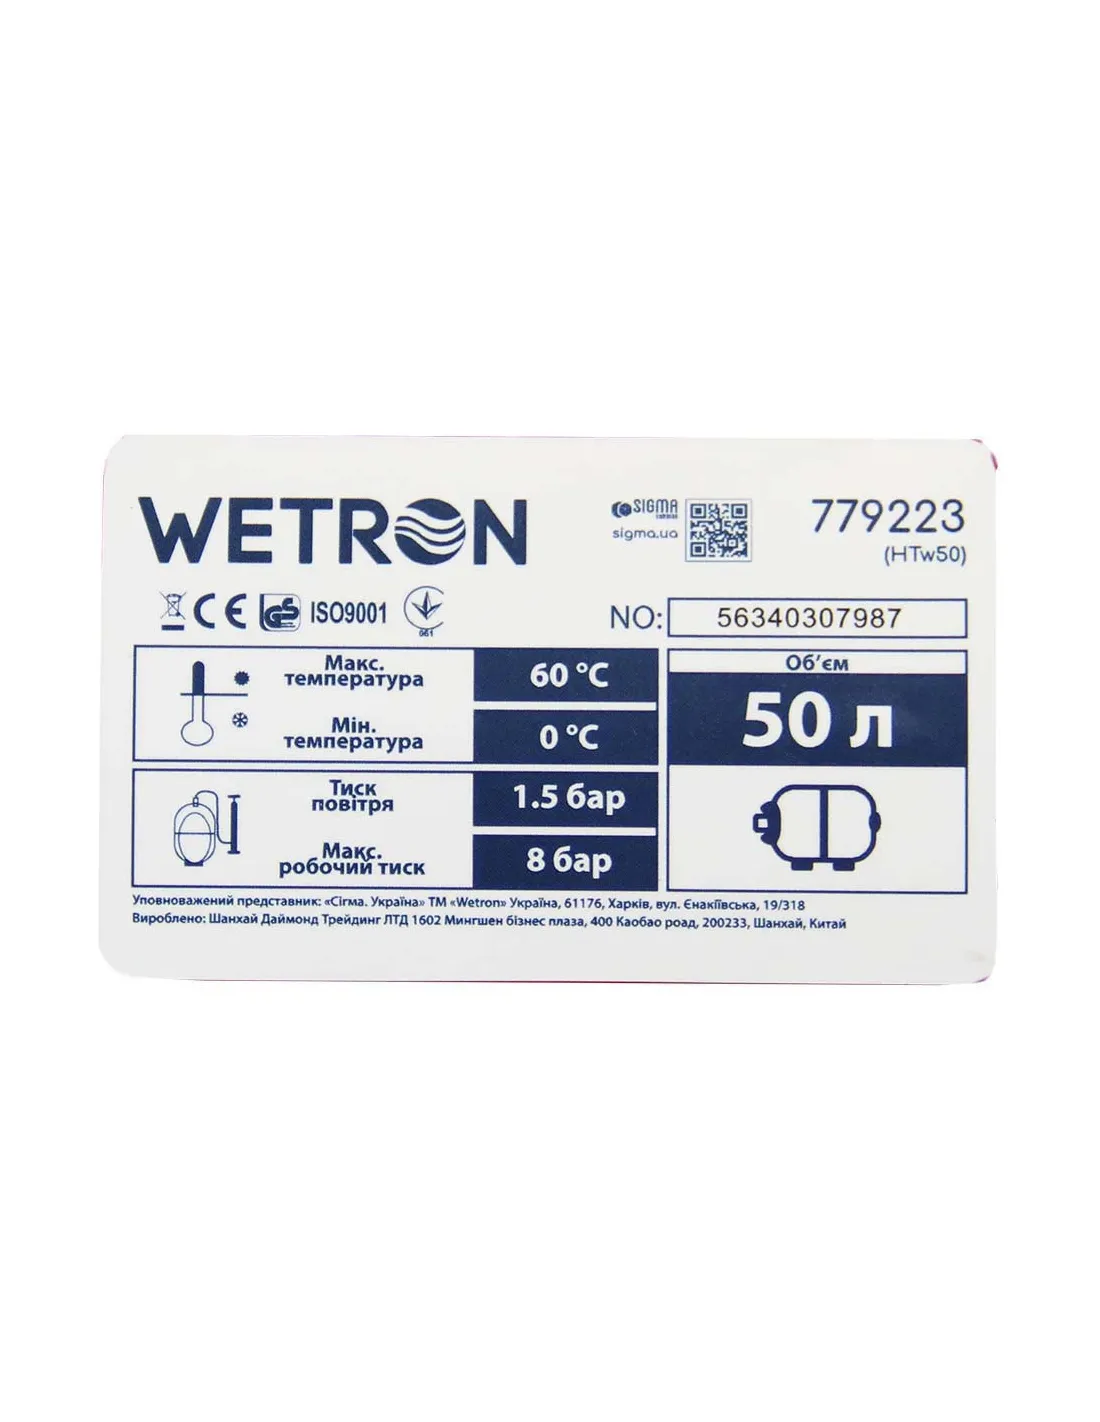 WETRON
SIGMA
sigma.ua
779223
(HTw50)
CE
GS
ISO9001
061
NO: 56340307987
Макс.
температура
60 °C
Мін.
температура
0 °C
Тиск
повітря
1.5 бар
Макс.
робочий тиск
8 бар
Об’єм
50 л
Уповноважений представник: «Сігма. Україна» ТМ «Wetron» Україна, 61176, Харків, вул. Єнакіївська, 19/318
Вироблено: Шанхай Даймонд Трейдинг ЛТД 1602 Мингшен бізнес плаза, 400 Каобао роад, 200233, Шанхай, Китай